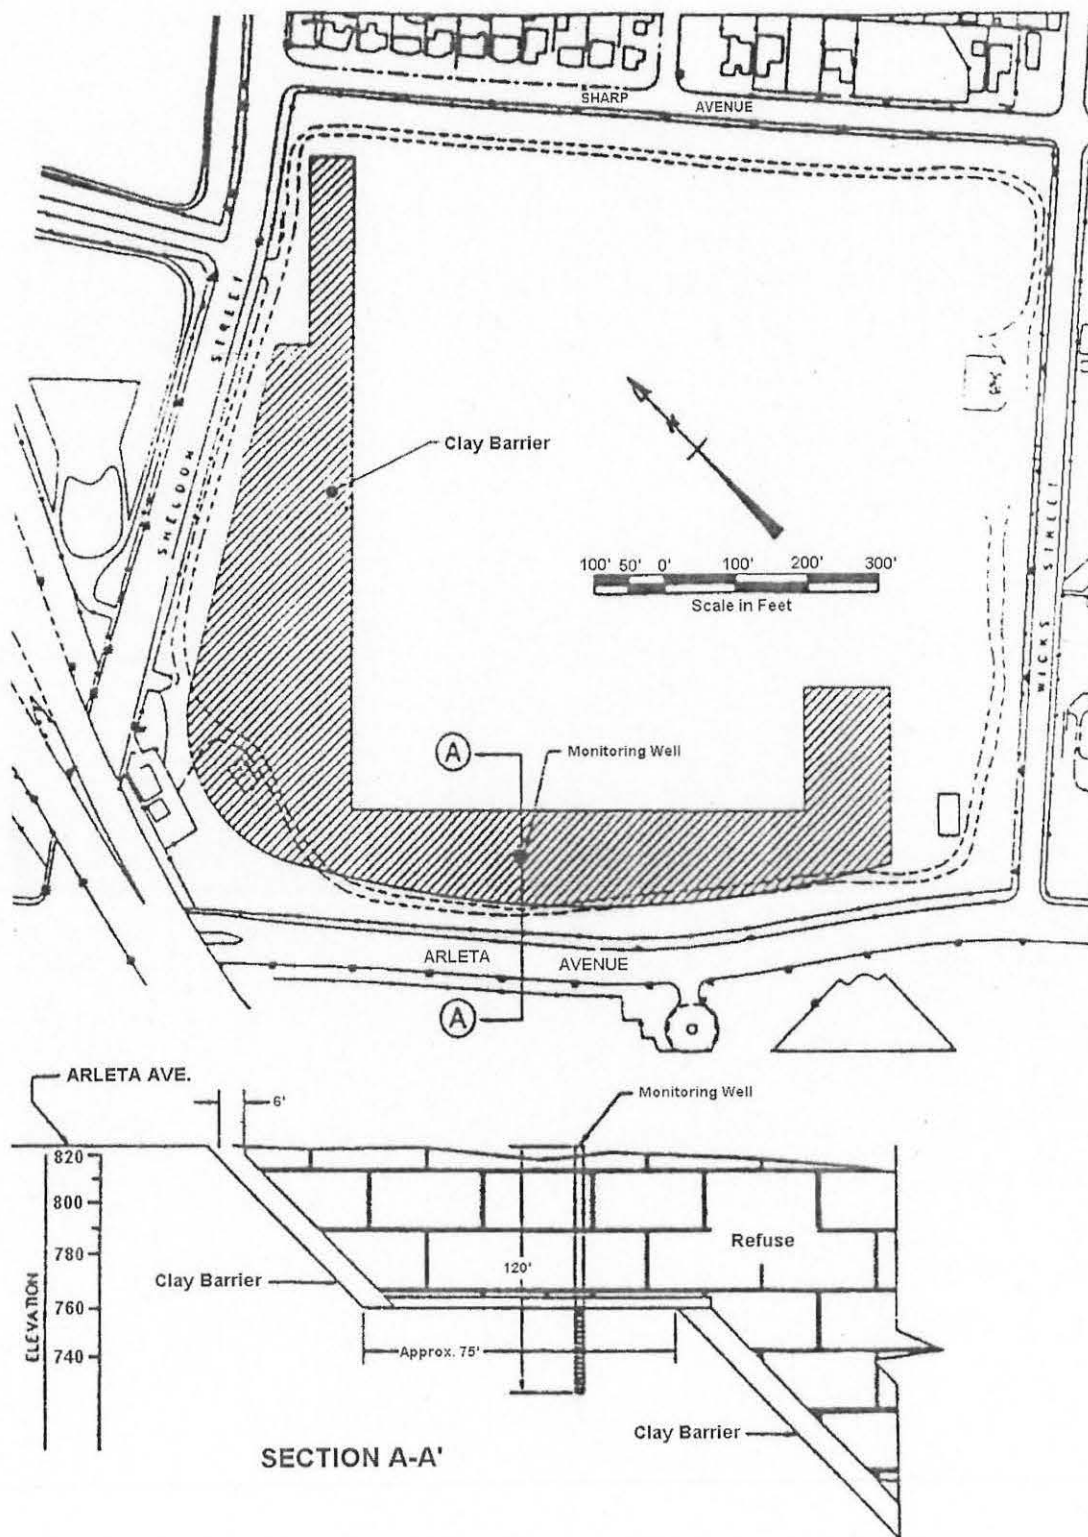 SHARP AVENUE
SHELDON STREET
Clay Barrier
100' 50' 0' 100' 200' 300'
Scale in Feet
WICKS STREET
A
Monitoring Well
ARLETA AVENUE
A
ARLETA AVE.
6'
Monitoring Well
820
800
780
760
740
ELEVATION
Clay Barrier
120'
Refuse
Approx. 75'
Clay Barrier
SECTION A-A'